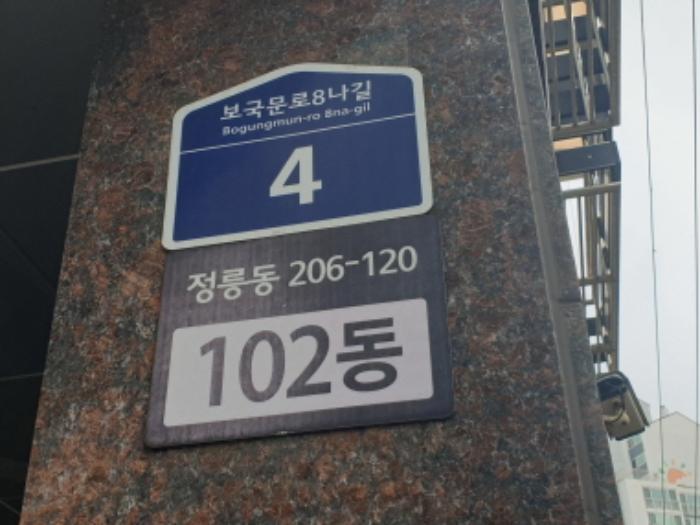 보국문로8나길
Bogungmun-ro 8na-gil
4
정릉동 206-120
102동